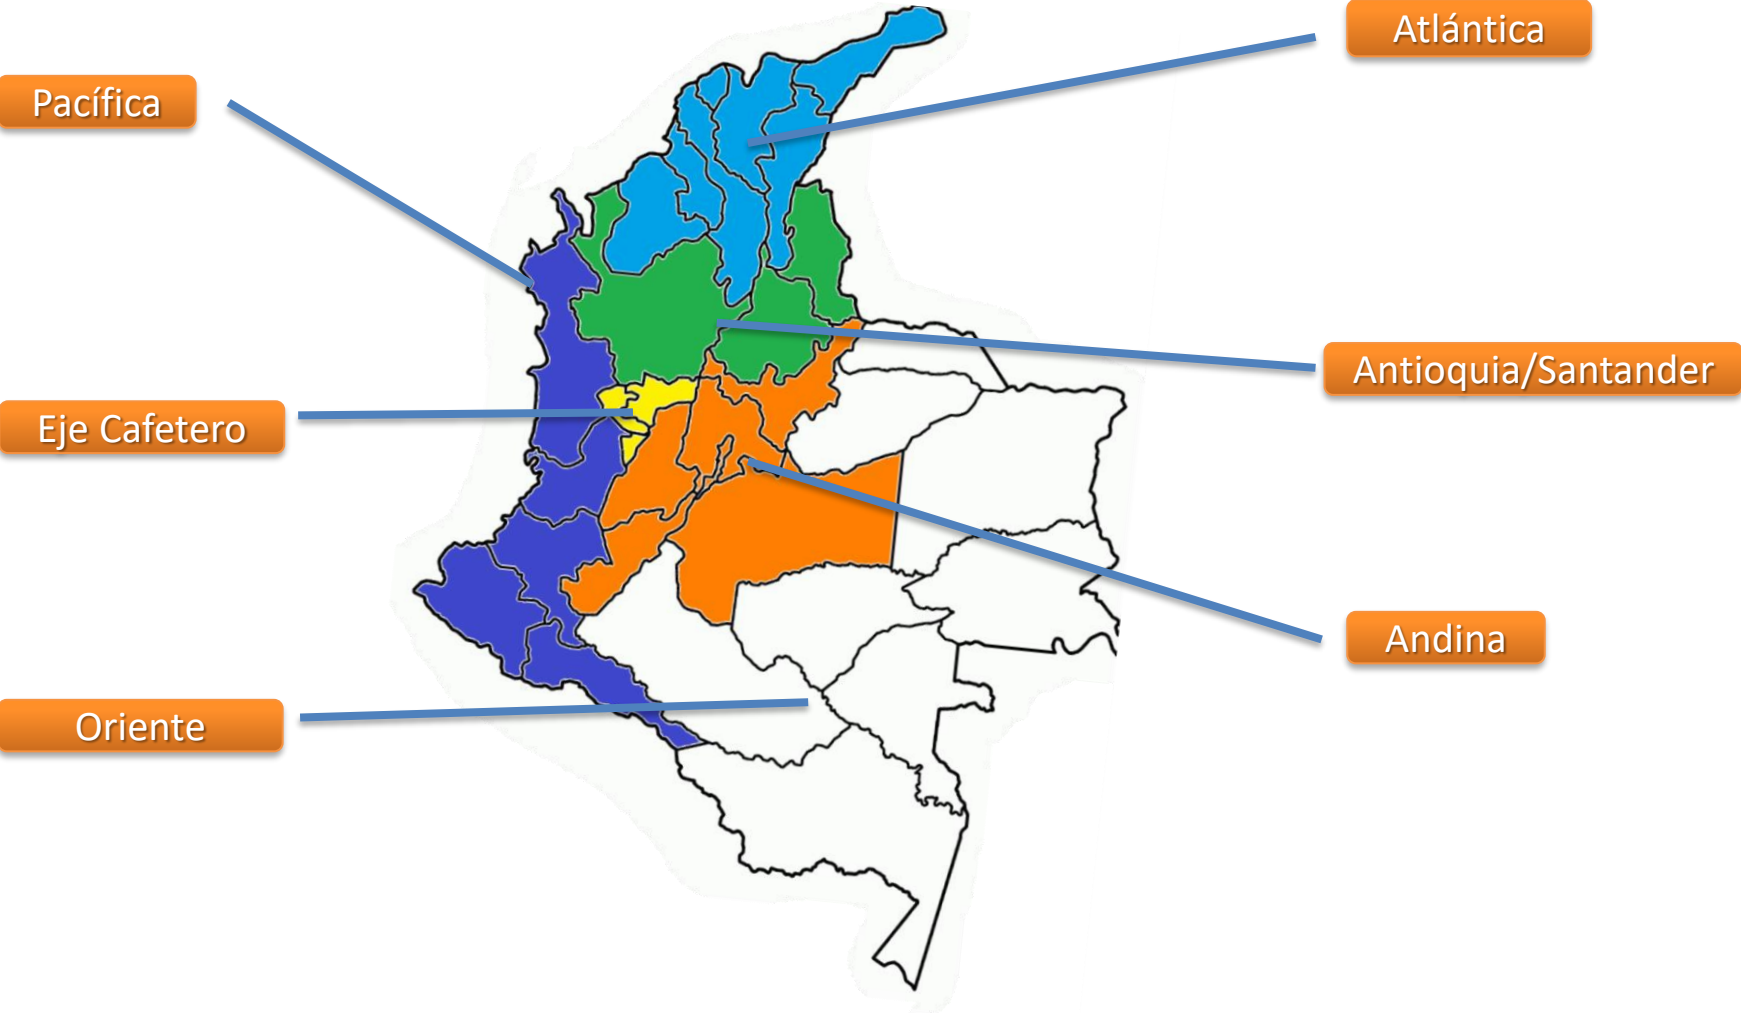 Atlántica
Pacífica
Antioquia/Santander
Eje Cafetero
Andina
Oriente